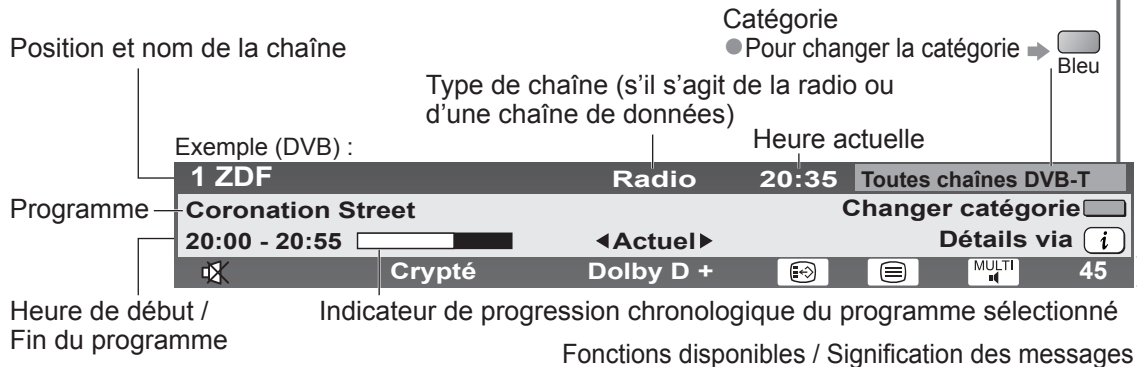 Catégorie
Position et nom de la chaîne
●Pour changer la catégorie
Bleu
Type de chaîne (s'il s'agit de la radio ou
d'une chaîne de données)
Heure actuelle
Exemple (DVB) :
1 ZDF Radio 20:35 Toutes chaînes DVB-T
Programme
Coronation Street Changer catégorie
20:00 - 20:55 ◄Actuel► Détails via i
Crypté Dolby D + MULTI 45
Heure de début /
Fin du programme
Indicateur de progression chronologique du programme sélectionné
Fonctions disponibles / Signification des messages